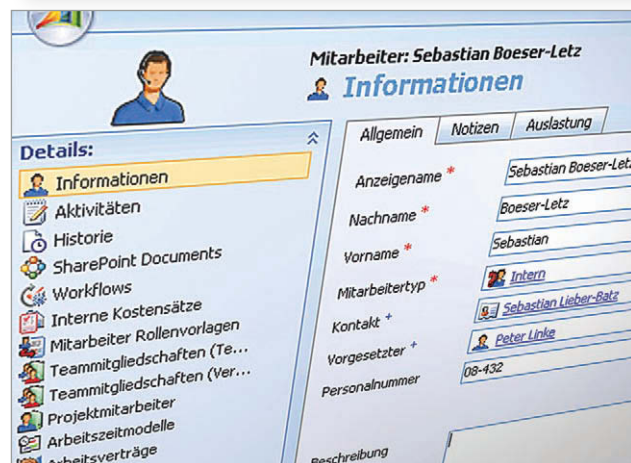 Mitarbeiter: Sebastian Boeser-Letz
Informationen
Details:
Informationen
Aktivitäten
Historie
SharePoint Documents
Workflows
Interne Kostensätze
Mitarbeiter Rollenvorlagen
Teammitgliedschaften (Te...
Teammitgliedschaften (Ver...
Projektmitarbeiter
Arbeitszeitmodelle
Arbeitsverträge
Allgemein Notizen Auslastung
Anzeigename * Sebastian Boeser-Letz
Nachname * Boeser-Letz
Vorname * Sebastian
Mitarbeitertyp * Intern
Kontakt + Sebastian Lieber-Batz
Vorgesetzter + Peter Linke
Personalnummer 08-432
Beschreibung